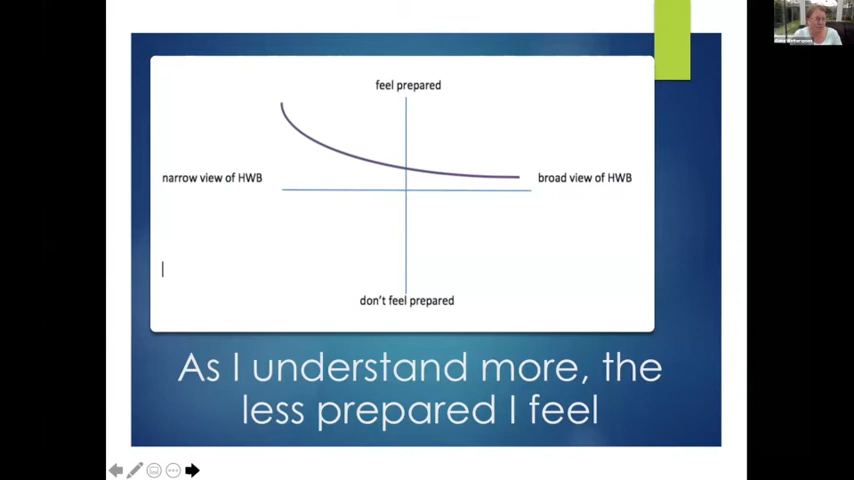 feel prepared
narrow view of HWB
broad view of HWB
don't feel prepared
As I understand more, the
less prepared I feel